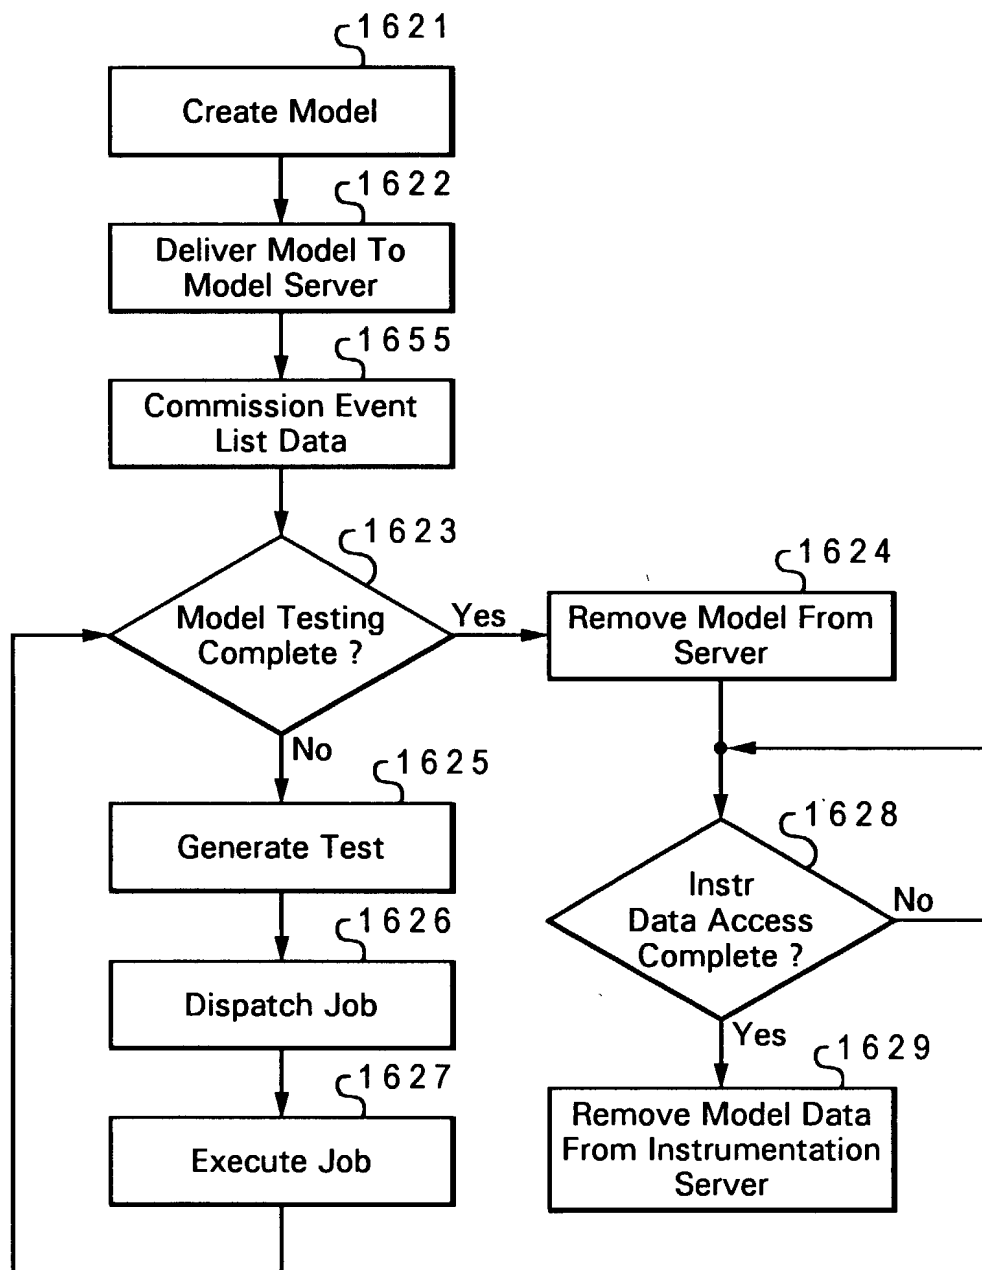 1621
Create Model
1622
Deliver Model To
Model Server
1655
Commission Event
List Data
1623
Model Testing
Complete ?
Yes
No
1624
Remove Model From
Server
1625
Generate Test
1626
Dispatch Job
1627
Execute Job
1628
Instr
Data Access
Complete ?
No
Yes
1629
Remove Model Data
From Instrumentation
Server